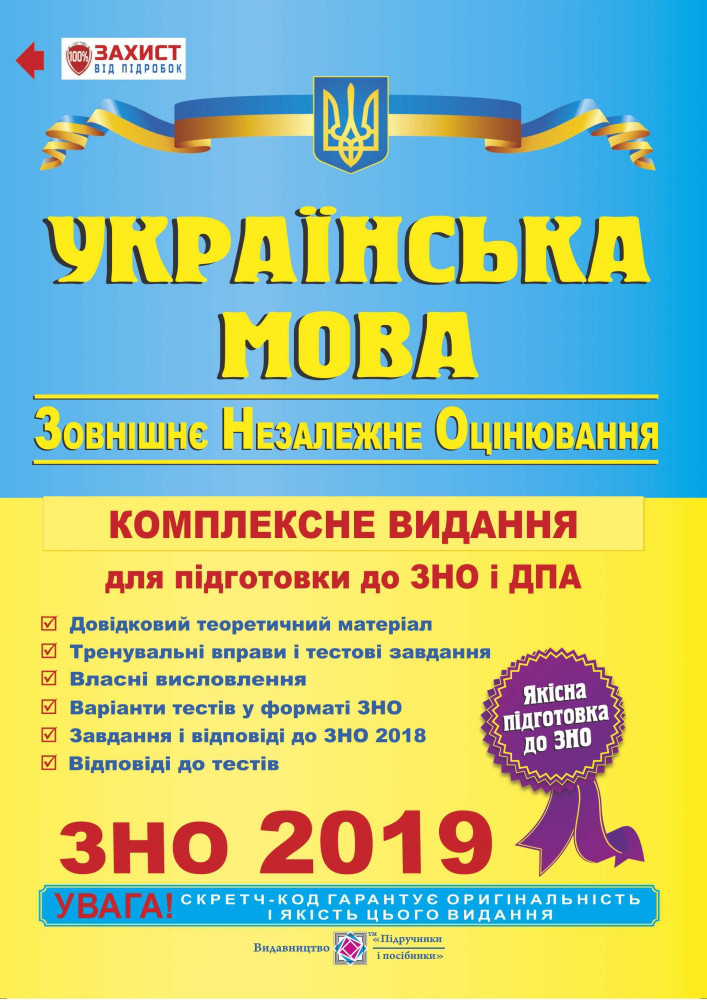 100%
ЗАХИСТ
ВІД ПІДРОБОК
УКРАЇНСЬКА
МОВА
ЗОВНІШНЄ НЕЗАЛЕЖНЕ ОЦІНЮВАННЯ
КОМПЛЕКСНЕ ВИДАННЯ
для підготовки до ЗНО і ДПА
Довідковий теоретичний матеріал
Тренувальні вправи і тестові завдання
Власні висловлення
Варіанти тестів у форматі ЗНО
Завдання і відповіді до ЗНО 2018
Відповіді до тестів
Якісна
підготовка
до ЗНО
ЗНО 2019
УВАГА! СКРЕТЧ-КОД ГАРАНТУЄ ОРИГІНАЛЬНІСТЬ
І ЯКІСТЬ ЦЬОГО ВИДАННЯ
Видавництво ™ «Підручники
і посібники»